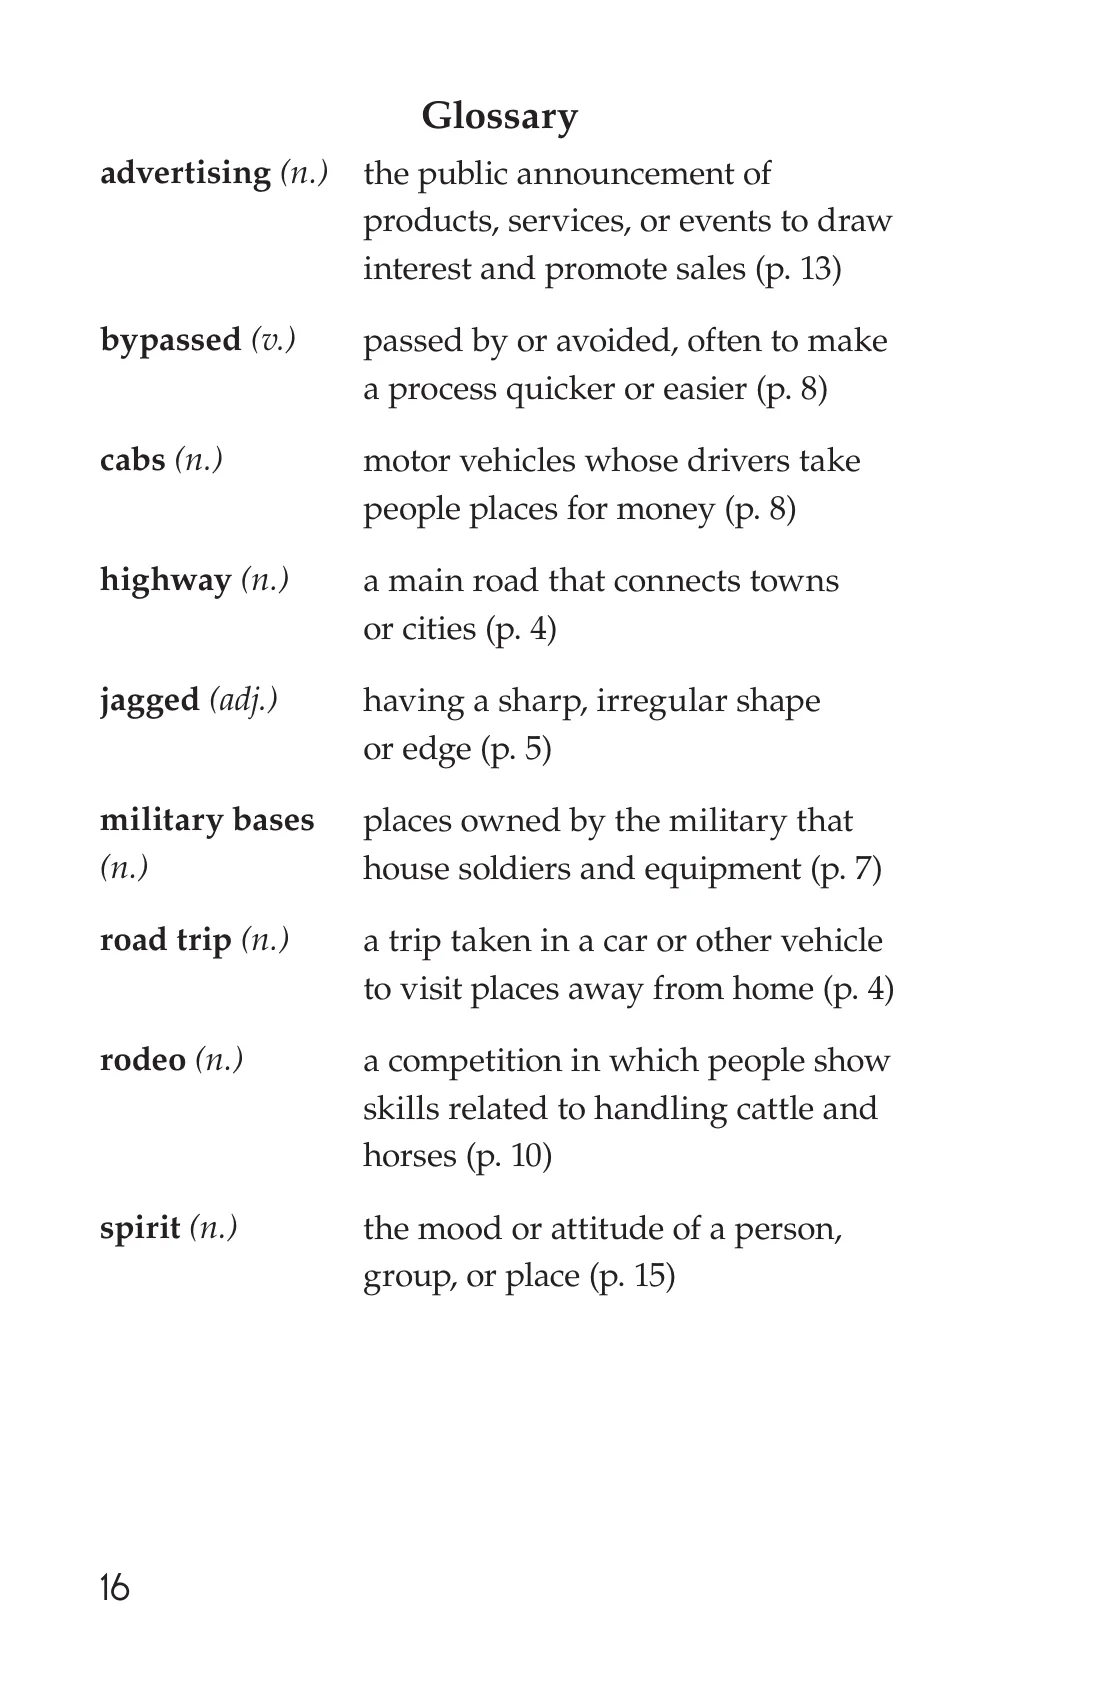 Glossary
advertising (n.) the public announcement of
products, services, or events to draw
interest and promote sales (p. 13)
bypassed (v.) passed by or avoided, often to make
a process quicker or easier (p. 8)
cabs (n.) motor vehicles whose drivers take
people places for money (p. 8)
highway (n.) a main road that connects towns
or cities (p. 4)
jagged (adj.) having a sharp, irregular shape
or edge (p. 5)
military bases places owned by the military that
(n.) house soldiers and equipment (p. 7)
road trip (n.) a trip taken in a car or other vehicle
to visit places away from home (p. 4)
rodeo (n.) a competition in which people show
skills related to handling cattle and
horses (p. 10)
spirit (n.) the mood or attitude of a person,
group, or place (p. 15)
16